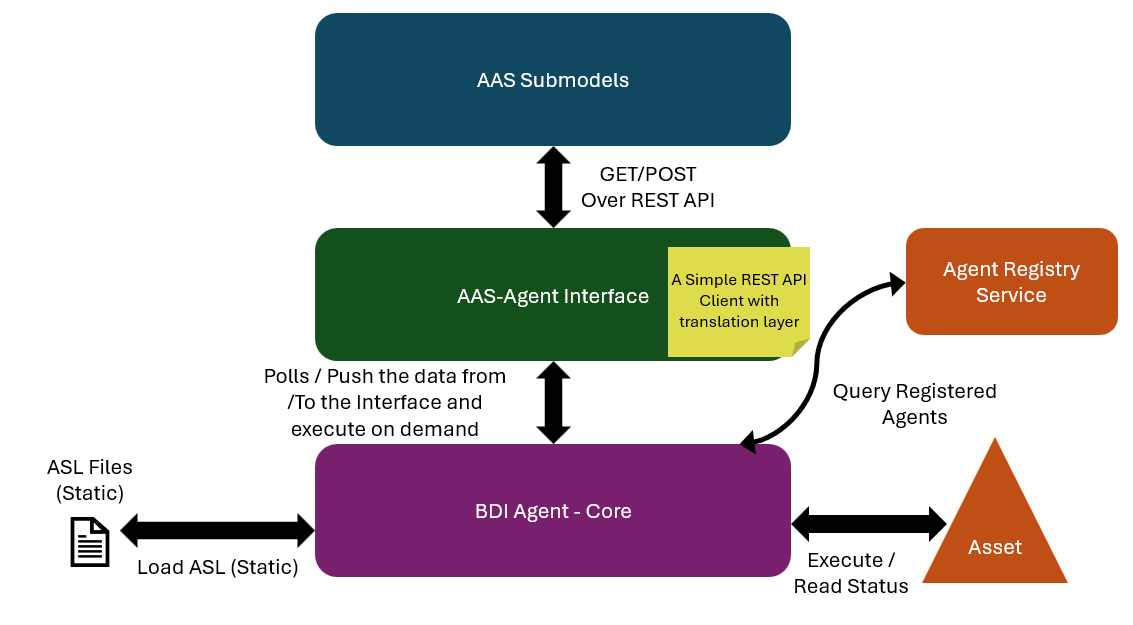 AAS Submodels
GET/POST
Over REST API
AAS-Agent Interface
A Simple REST API
Client with
translation layer
Agent Registry
Service
Polls / Push the data from
/To the Interface and
execute on demand
Query Registered
Agents
ASL Files
(Static)
Load ASL (Static)
BDI Agent - Core
Execute /
Read Status
Asset